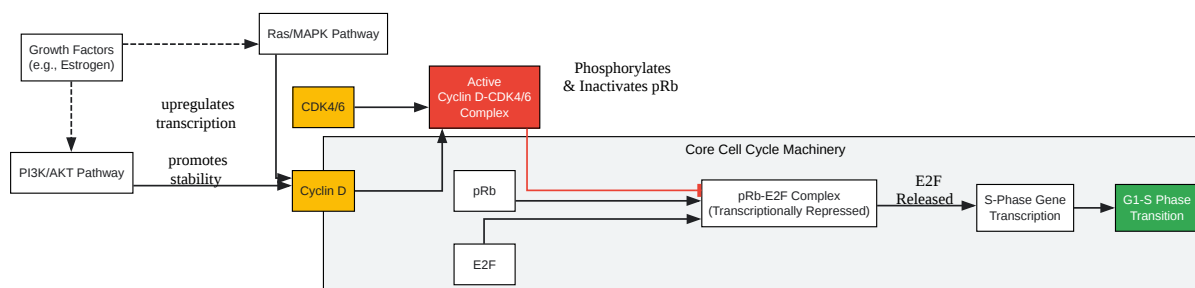 Growth Factors
(e.g., Estrogen)
Ras/MAPK Pathway
upregulates
transcription
CDK4/6
Active
Cyclin D-CDK4/6
Complex
Phosphorylates
& Inactivates pRb
PI3K/AKT Pathway
promotes
stability
Cyclin D
Core Cell Cycle Machinery
pRb
E2F
pRb-E2F Complex
(Transcriptionally Repressed)
E2F
Released
S-Phase Gene
Transcription
G1-S Phase
Transition